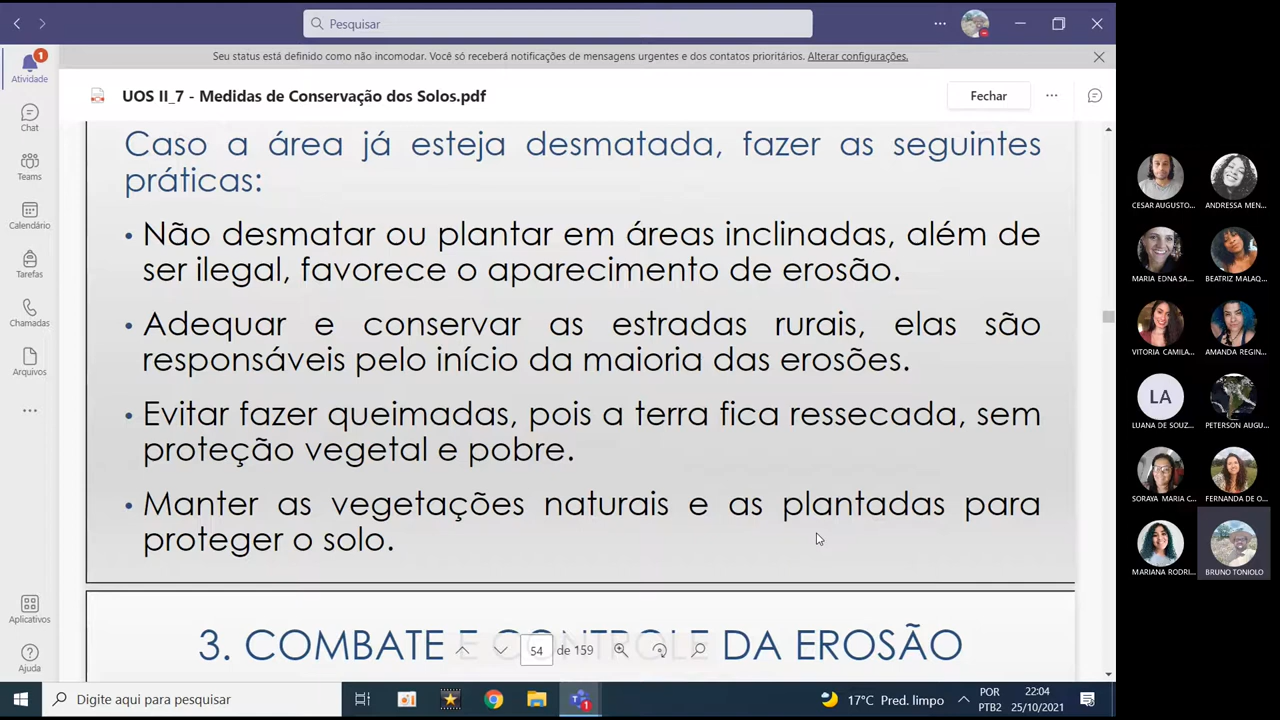 Pesquisar
Seu status está definido como não incomodar. Você só receberá notificações de mensagens urgentes e dos contatos prioritários. Alterar configurações.
1
Atividade
Chat
Teams
Calendário
Tarefas
Chamadas
Arquivos
Aplicativos
Ajuda
UOS II_7 - Medidas de Conservação dos Solos.pdf
Fechar
Caso a área já esteja desmatada, fazer as seguintes
práticas:
• Não desmatar ou plantar em áreas inclinadas, além de
ser ilegal, favorece o aparecimento de erosão.
• Adequar e conservar as estradas rurais, elas são
responsáveis pelo início da maioria das erosões.
• Evitar fazer queimadas, pois a terra fica ressecada, sem
proteção vegetal e pobre.
• Manter as vegetações naturais e as plantadas para
proteger o solo.
3. COMBATE E CONTROLE DA EROSÃO
54 de 159
CESAR AUGUSTO...
ANDRESSA MEN...
MARIA EDNA SA...
BEATRIZ MALAQ...
VITORIA CAMILA...
AMANDA REGIN...
LA
LUANA DE SOUZ...
PETERSON AUGU...
SORAYA MARIA C...
FERNANDA DE O...
MARIANA RODRI...
BRUNO TONIOLO
Digite aqui para pesquisar
1
17°C Pred. limpo
POR
PTB2
22:04
25/10/2021